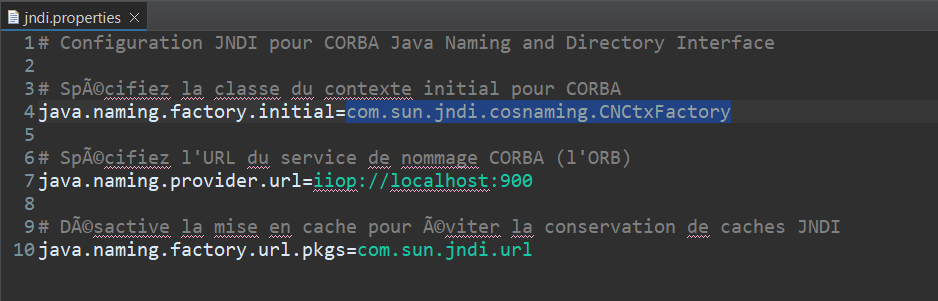 jndi.properties
1 # Configuration JNDI pour CORBA Java Naming and Directory Interface
2
3 # SpÃ©cifiez la classe du contexte initial pour CORBA
4 java.naming.factory.initial=com.sun.jndi.cosnaming.CNCtxFactory
5
6 # SpÃ©cifiez l'URL du service de nommage CORBA (l'ORB)
7 java.naming.provider.url=iiop://localhost:900
8
9 # DÃ©sactive la mise en cache pour Ã©viter la conservation de caches JNDI
10 java.naming.factory.url.pkgs=com.sun.jndi.url